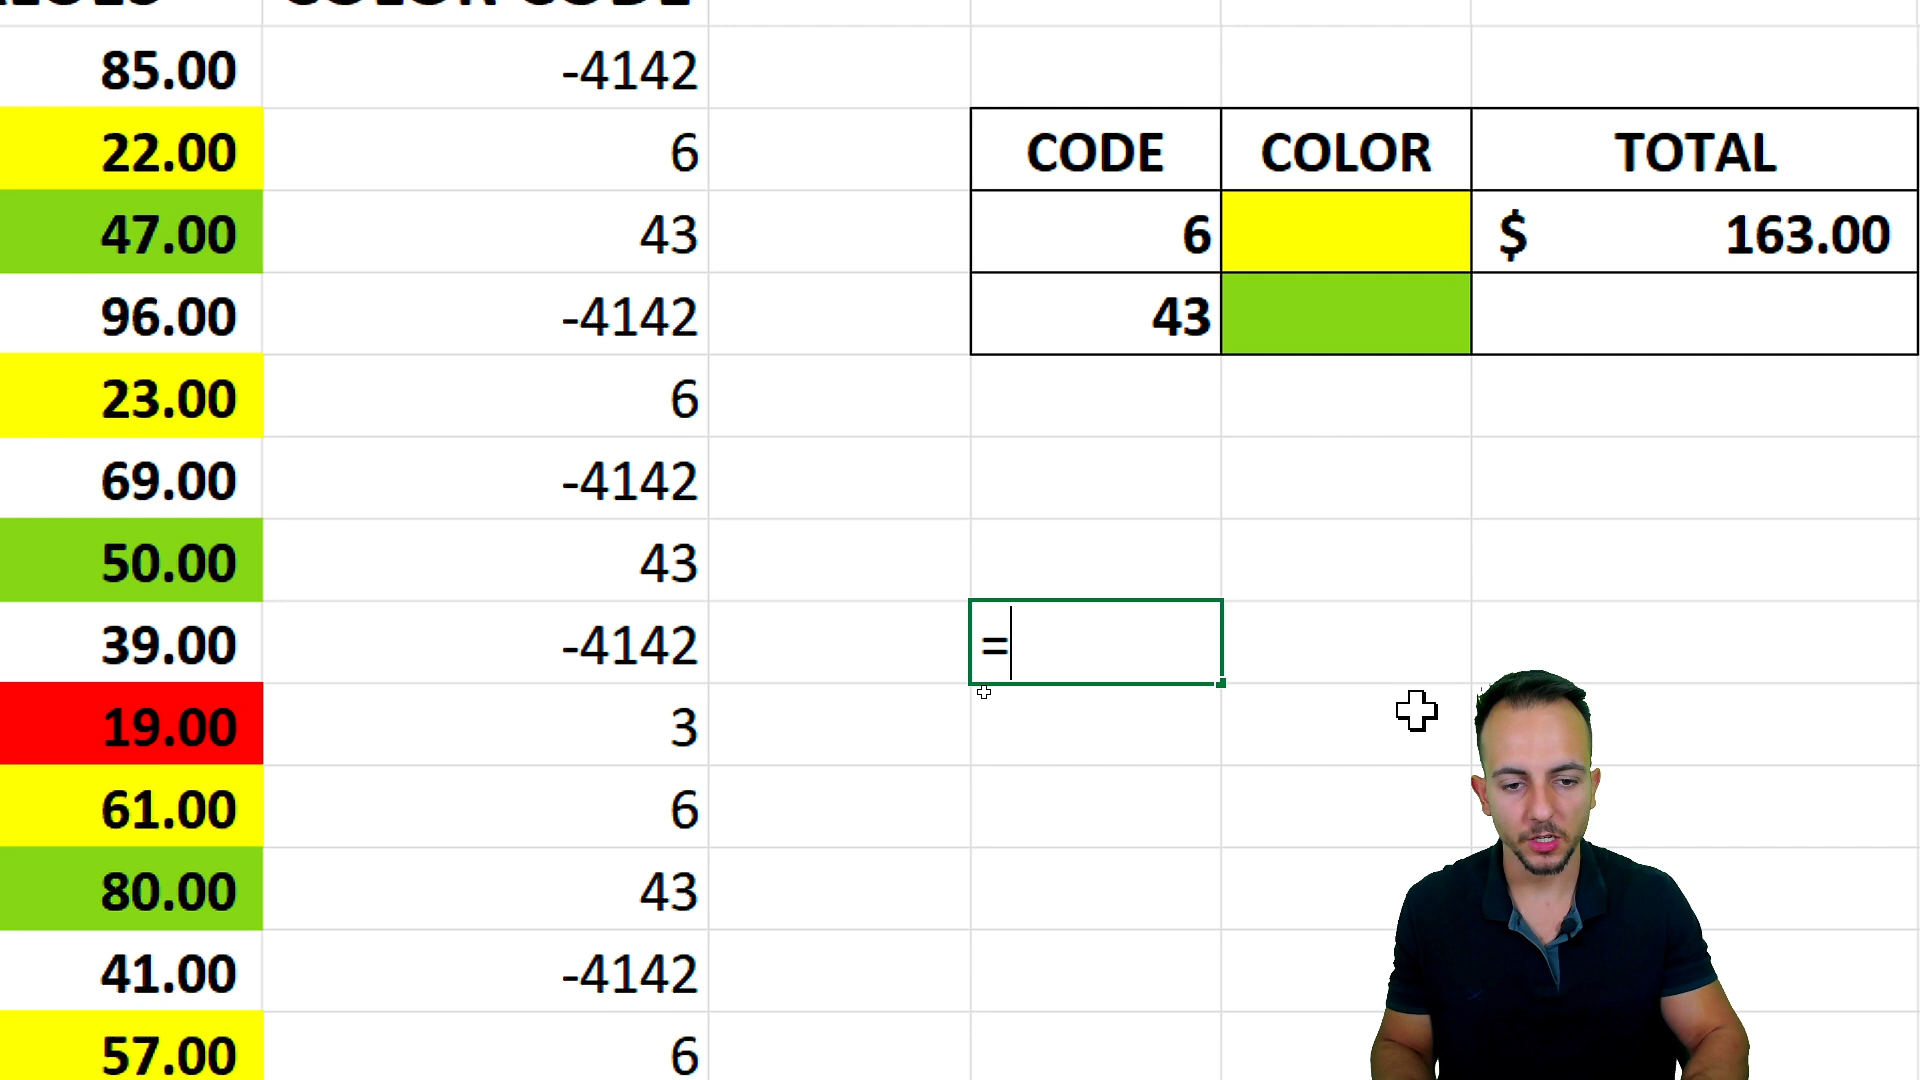 COLOR CODE
85.00 -4142
22.00 6 CODE COLOR TOTAL
47.00 43 6 $ 163.00
96.00 -4142 43
23.00 6
69.00 -4142
50.00 43
39.00 -4142 =
19.00 3
61.00 6
80.00 43
41.00 -4142
57.00 6